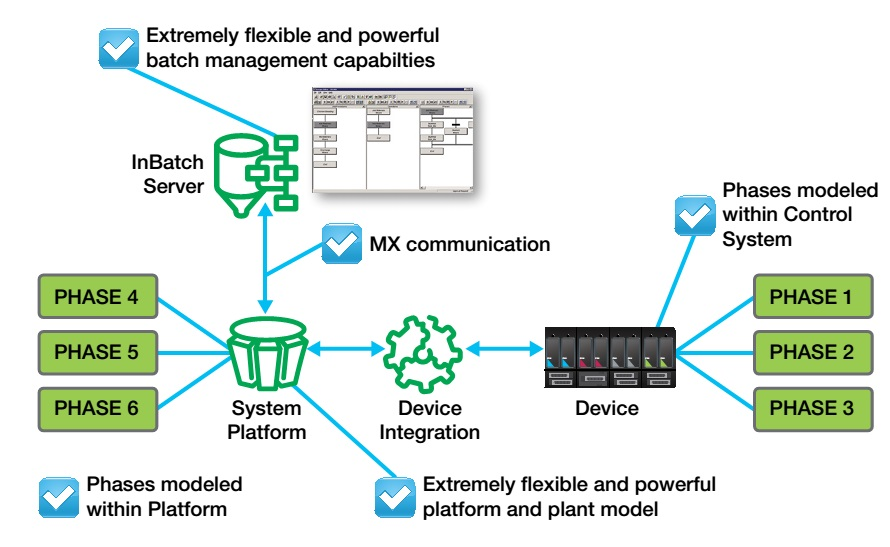 Extremely flexible and powerful
batch management capabilties
InBatch
Server
Phases modeled
within Control
System
MX communication
PHASE 4
PHASE 1
PHASE 5
PHASE 2
PHASE 6
PHASE 3
System
Platform
Device
Integration
Device
Phases modeled
within Platform
Extremely flexible and powerful
platform and plant model